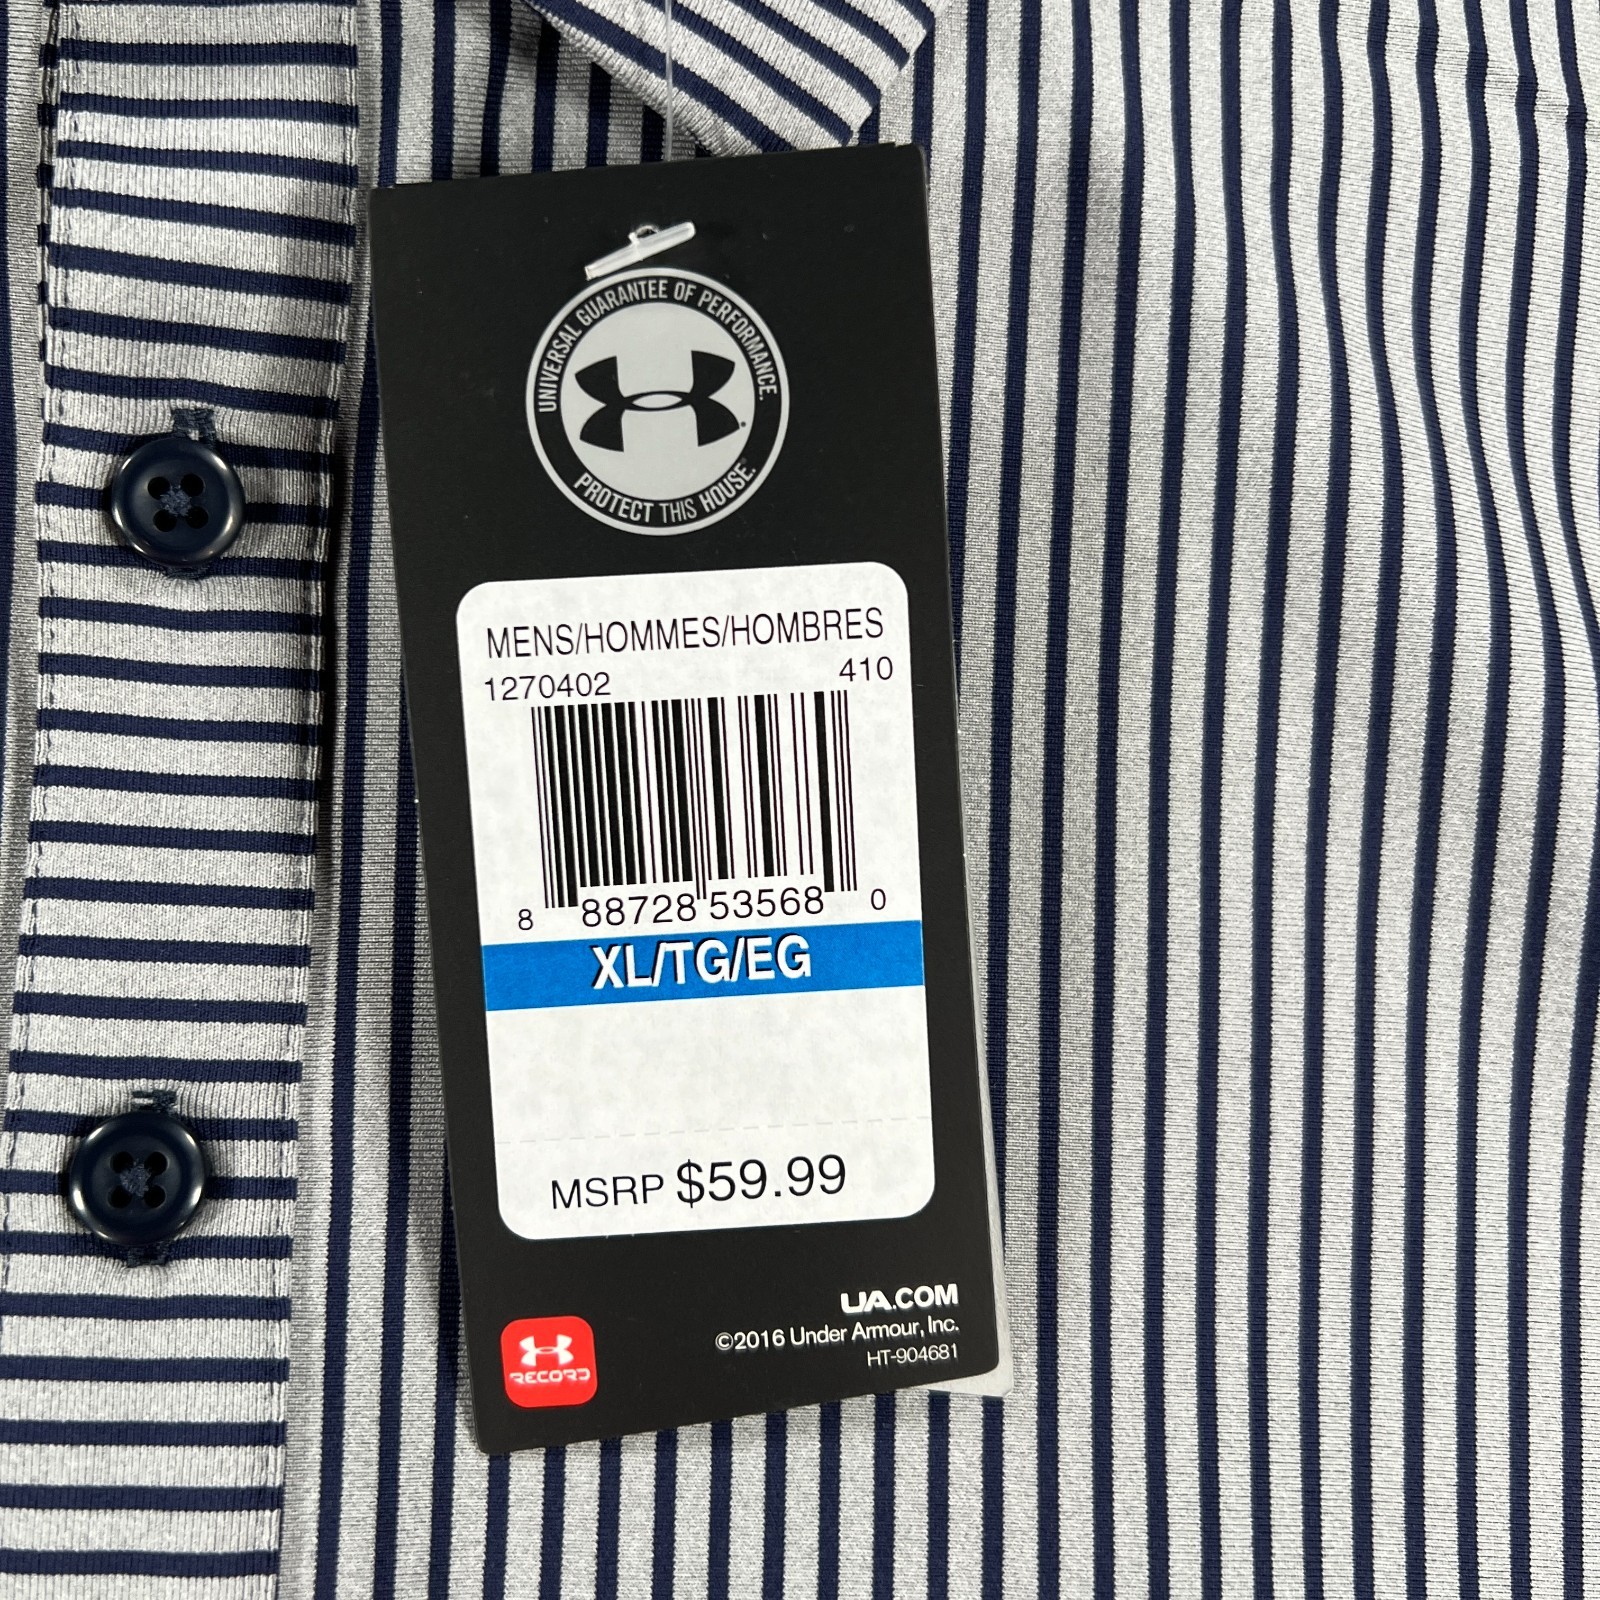 UNIVERSAL GUARANTEE OF PERFORMANCE.
PROTECT THIS HOUSE.®
MENS/HOMMES/HOMBRES
1270402 410
8 88728 53568 0
XL/TG/EG
MSRP $59.99
UA.COM
©2016 Under Armour, Inc.
HT-904681
RECORD